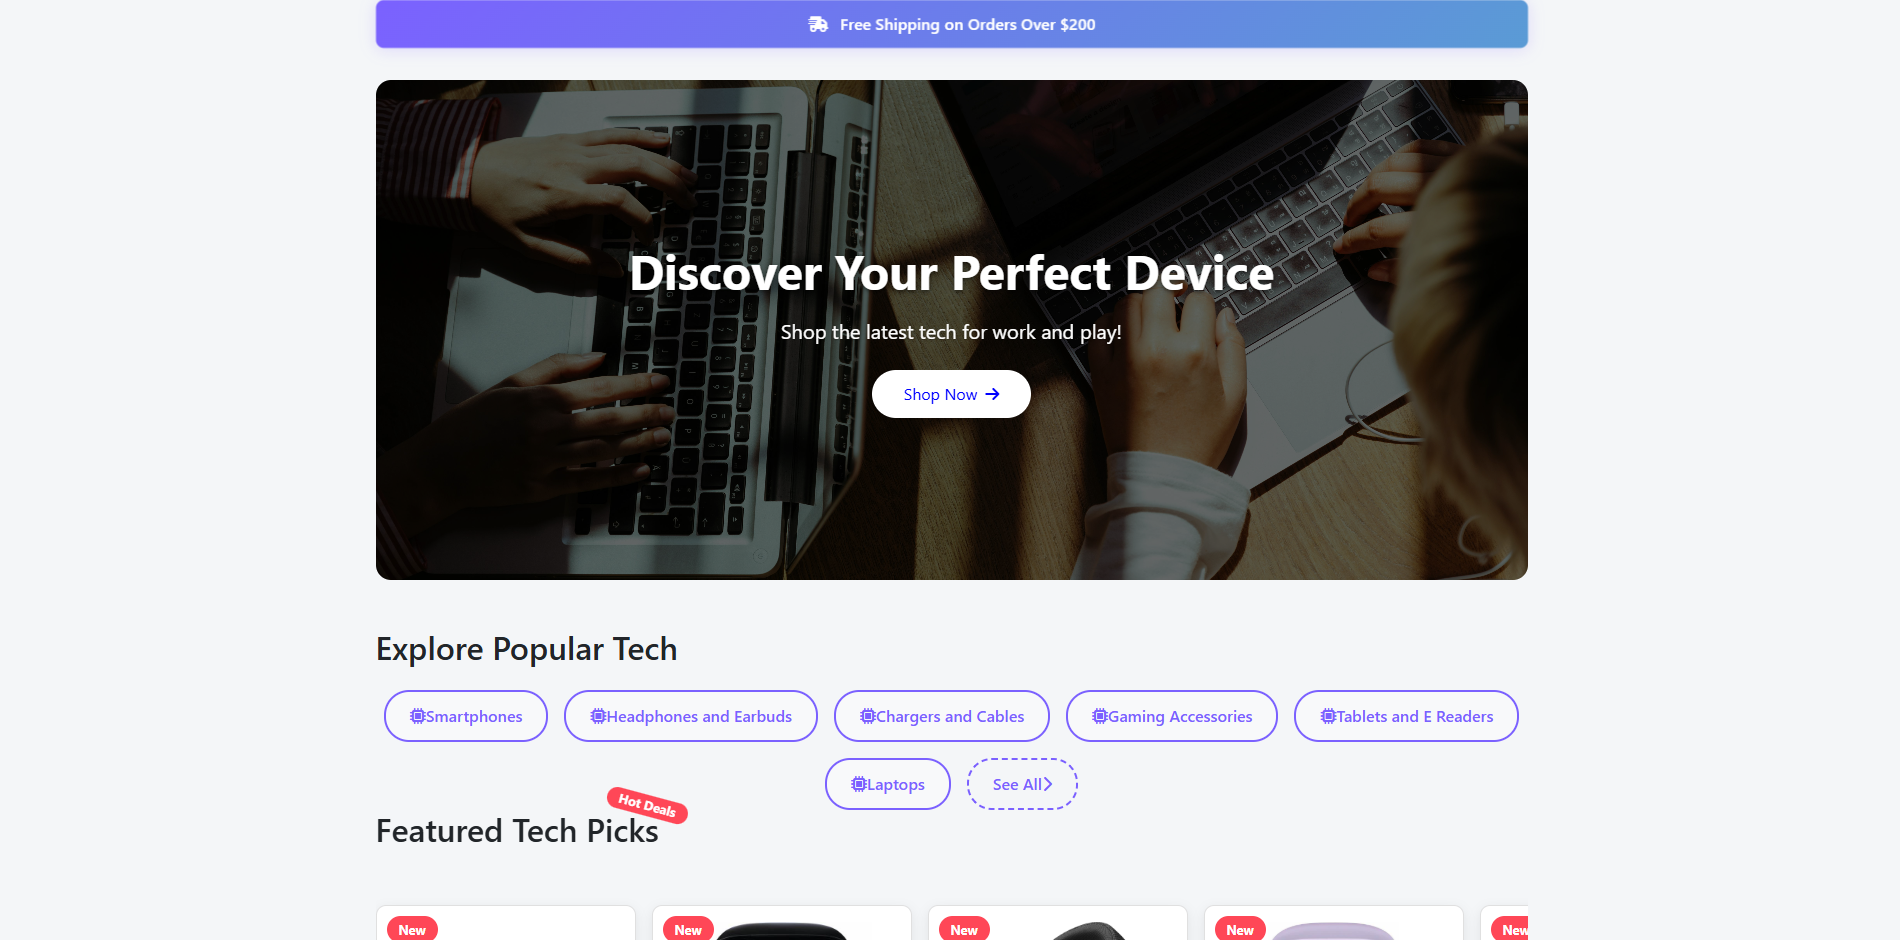 Free Shipping on Orders Over $200
Discover Your Perfect Device
Shop the latest tech for work and play!
Shop Now
Explore Popular Tech
Smartphones
Headphones and Earbuds
Chargers and Cables
Gaming Accessories
Tablets and E Readers
Laptops
See All
Hot Deals
Featured Tech Picks
New
New
New
New
New